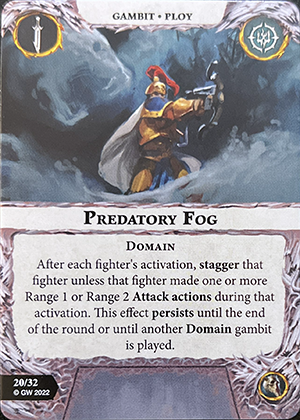 GAMBIT • PLOY
PREDATORY FOG
DOMAIN
After each fighter's activation, stagger that
fighter unless that fighter made one or more
Range 1 or Range 2 Attack actions during that
activation. This effect persists until the end
of the round or until another Domain gambit
is played.
20/32
© GW 2022